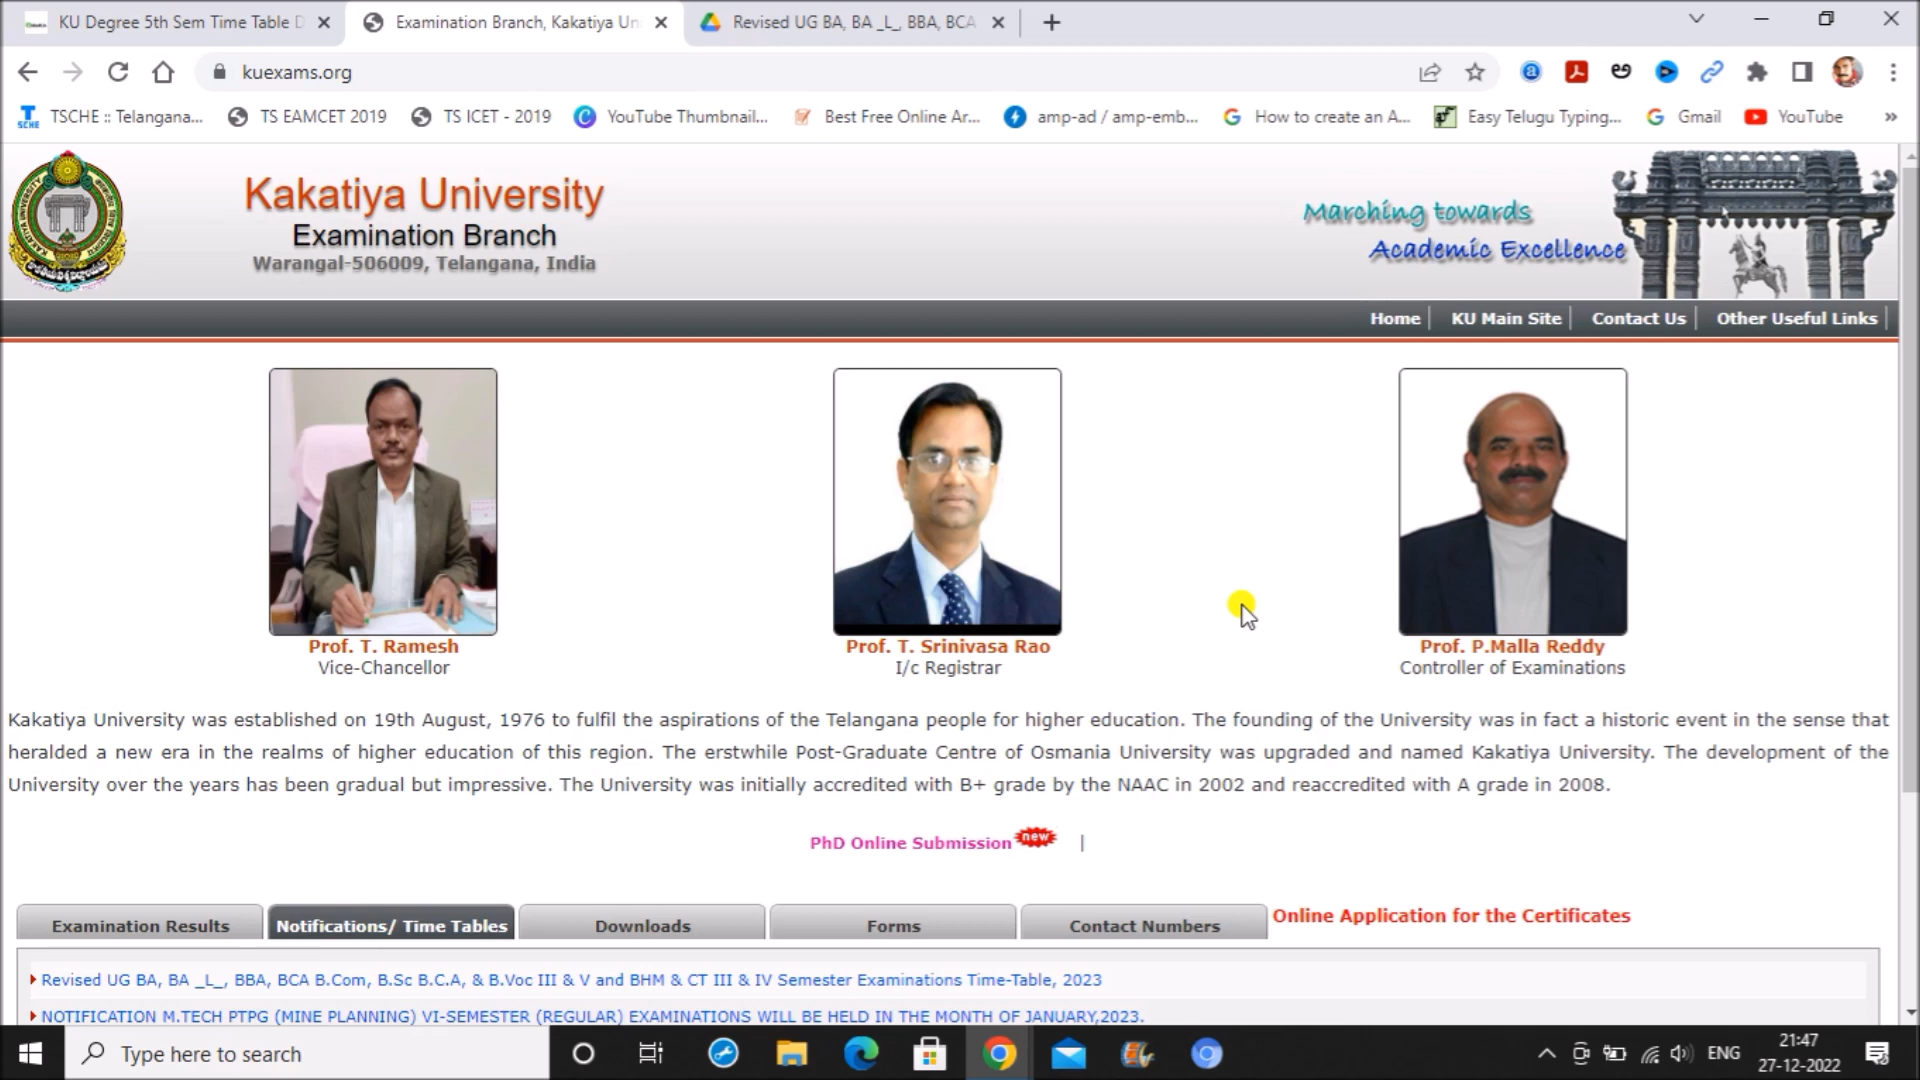 KU Degree 5th Sem Time Table D
Examination Branch, Kakatiya Un
Revised UG BA, BA _L_, BBA, BCA
kuexams.org
TSCHE :: Telangana...
TS EAMCET 2019
TS ICET - 2019
YouTube Thumbnail...
Best Free Online Ar...
amp-ad / amp-emb...
How to create an A...
Easy Telugu Typing...
Gmail
YouTube
Kakatiya University
Examination Branch
Warangal-506009, Telangana, India
Marching towards
Academic Excellence
Home
KU Main Site
Contact Us
Other Useful Links
Prof. T. Ramesh
Vice-Chancellor
Prof. T. Srinivasa Rao
I/c Registrar
Prof. P.Malla Reddy
Controller of Examinations
Kakatiya University was established on 19th August, 1976 to fulfil the aspirations of the Telangana people for higher education. The founding of the University was in fact a historic event in the sense that
heralded a new era in the realms of higher education of this region. The erstwhile Post-Graduate Centre of Osmania University was upgraded and named Kakatiya University. The development of the
University over the years has been gradual but impressive. The University was initially accredited with B+ grade by the NAAC in 2002 and reaccredited with A grade in 2008.
PhD Online Submission new |
Examination Results
Notifications/ Time Tables
Downloads
Forms
Contact Numbers
Online Application for the Certificates
Revised UG BA, BA _L_, BBA, BCA B.Com, B.Sc B.C.A, & B.Voc III & V and BHM & CT III & IV Semester Examinations Time-Table, 2023
NOTIFICATION M.TECH PTPG (MINE PLANNING) VI-SEMESTER (REGULAR) EXAMINATIONS WILL BE HELD IN THE MONTH OF JANUARY,2023.
Type here to search
ENG
21:47
27-12-2022